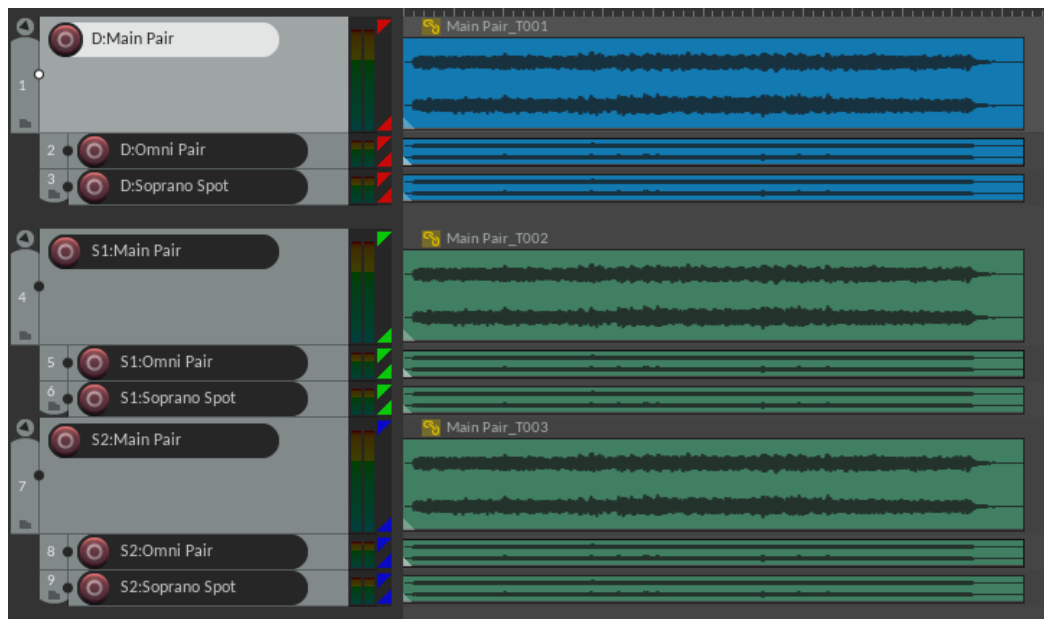 D:Main Pair
Main Pair_T001
1
2 D:Omni Pair
3 D:Soprano Spot
S1:Main Pair
Main Pair_T002
4
5 S1:Omni Pair
6 S1:Soprano Spot
S2:Main Pair
Main Pair_T003
7
8 S2:Omni Pair
9 S2:Soprano Spot